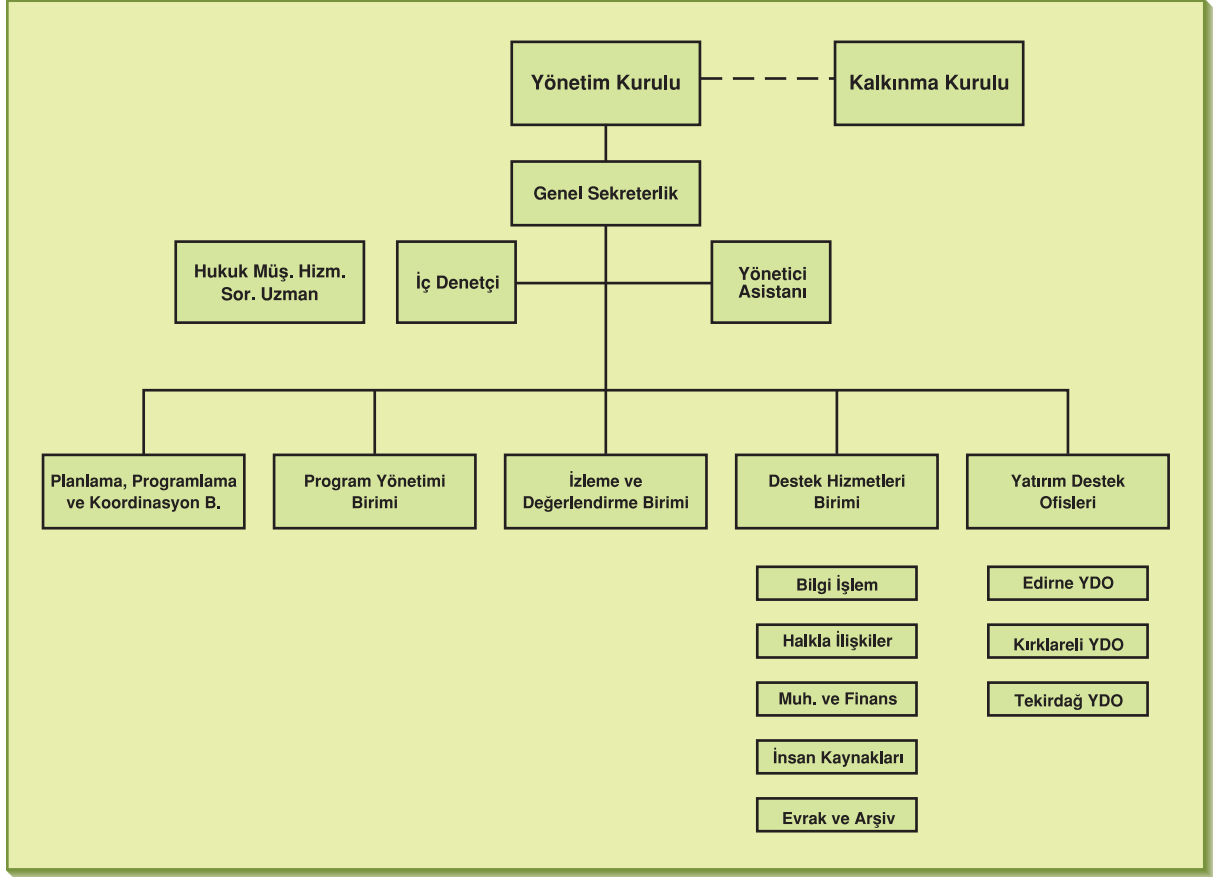 Yönetim Kurulu
Kalkınma Kurulu
Genel Sekreterlik
Hukuk Müş. Hizm.
Sor. Uzman
İç Denetçi
Yönetici
Asistanı
Planlama, Programlama
ve Koordinasyon B.
Program Yönetimi
Birimi
İzleme ve
Değerlendirme Birimi
Destek Hizmetleri
Birimi
Yatırım Destek
Ofisleri
Bilgi İşlem
Halkla İlişkiler
Muh. ve Finans
İnsan Kaynakları
Evrak ve Arşiv
Edirne YDO
Kırklareli YDO
Tekirdağ YDO